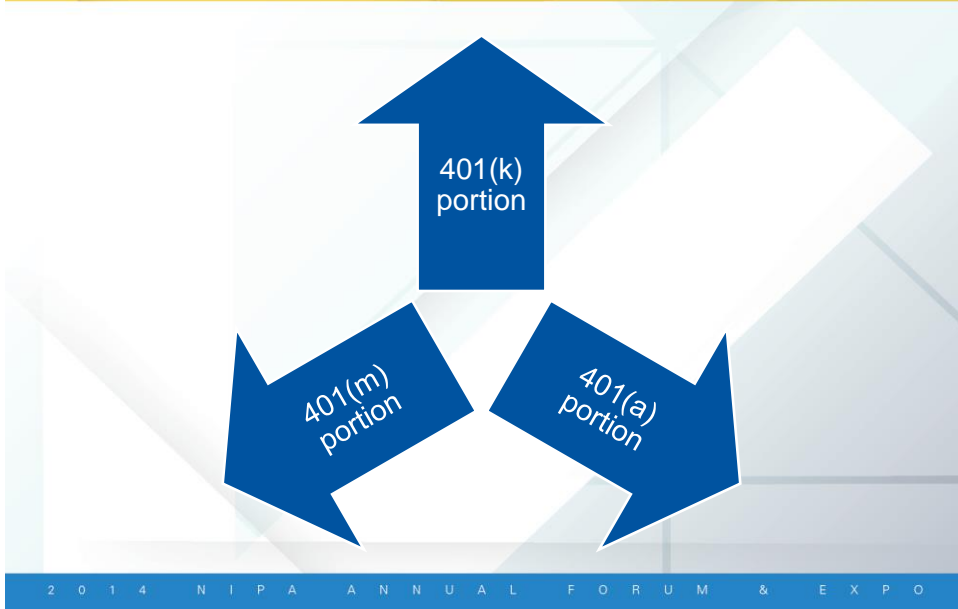 401(k)
portion
401(m)
portion
401(a)
portion
2014 NIPA ANNUAL FORUM & EXPO